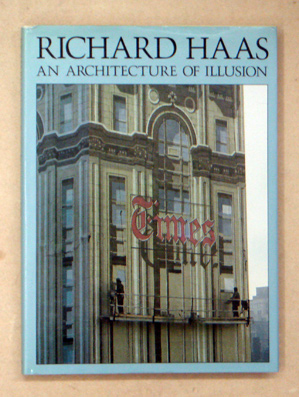 RICHARD HAAS
AN ARCHITECTURE OF ILLUSION
Times